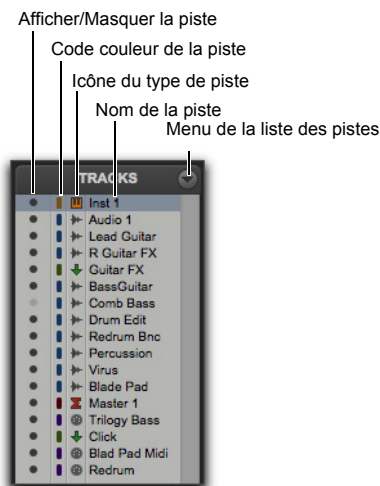 Afficher/Masquer la piste
Code couleur de la piste
Icône du type de piste
Nom de la piste
Menu de la liste des pistes
TRACKS
Inst 1
Audio 1
Lead Guitar
R Guitar FX
Guitar FX
BassGuitar
Comb Bass
Drum Edit
Redrum Bnc
Percussion
Virus
Blade Pad
Master 1
Trilogy Bass
Click
Blad Pad Midi
Redrum